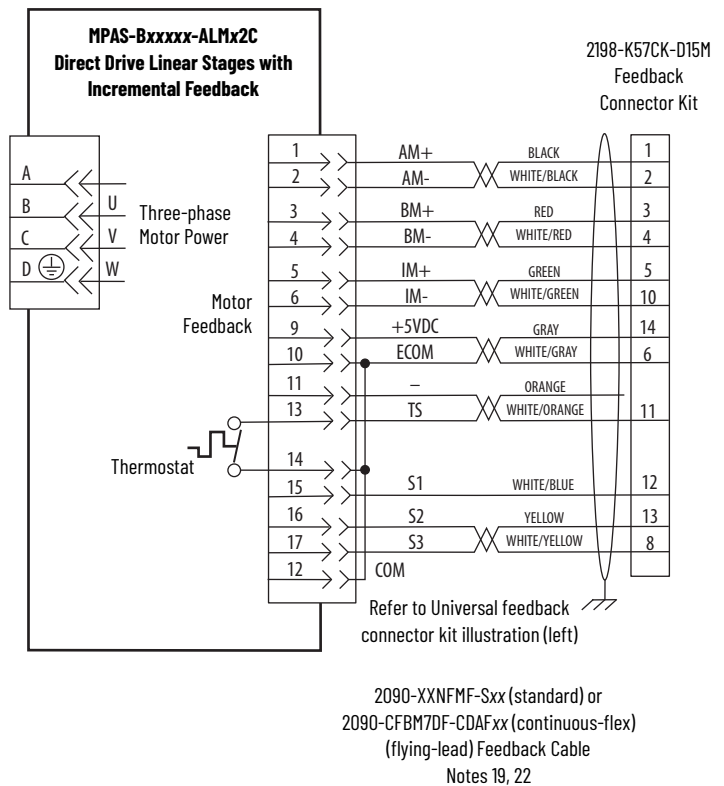 MPAS-Bxxxxx-ALMx2C
Direct Drive Linear Stages with
Incremental Feedback
2198-K57CK-D15M
Feedback
Connector Kit
A
B
C
D
U
V
W
Three-phase
Motor Power
Motor
Feedback
Thermostat
1 AM+ BLACK 1
2 AM- WHITE/BLACK 2
3 BM+ RED 3
4 BM- WHITE/RED 4
5 IM+ GREEN 5
6 IM- WHITE/GREEN 10
9 +5VDC GRAY 14
10 ECOM WHITE/GRAY 6
11 – ORANGE
13 TS WHITE/ORANGE 11
14
15 S1 WHITE/BLUE 12
16 S2 YELLOW 13
17 S3 WHITE/YELLOW 8
12 COM
Refer to Universal feedback
connector kit illustration (left)
2090-XXNFMF-Sxx (standard) or
2090-CFBM7DF-CDAFxx (continuous-flex)
(flying-lead) Feedback Cable
Notes 19, 22